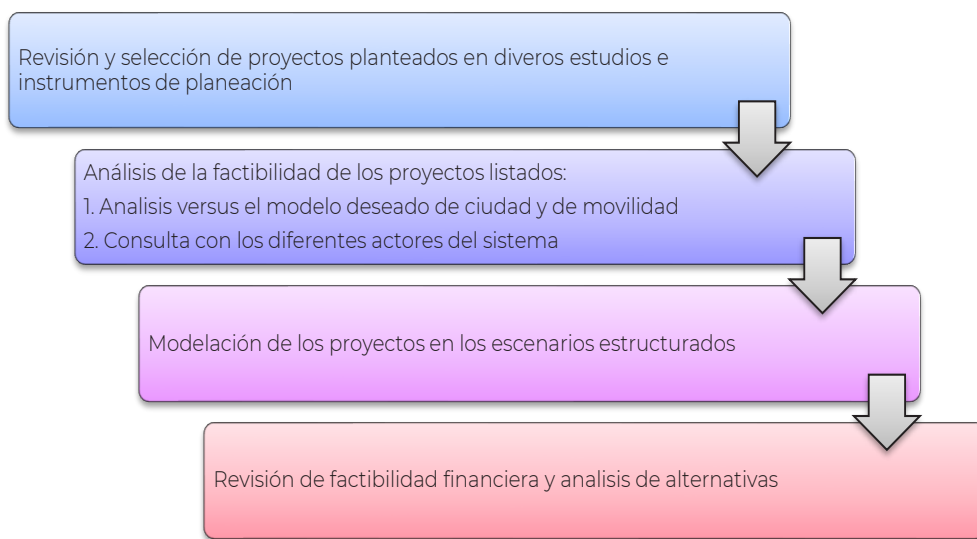 Revisión y selección de proyectos planteados en diveros estudios e
instrumentos de planeación
Análisis de la factibilidad de los proyectos listados:
1. Analisis versus el modelo deseado de ciudad y de movilidad
2. Consulta con los diferentes actores del sistema
Modelación de los proyectos en los escenarios estructurados
Revisión de factibilidad financiera y analisis de alternativas